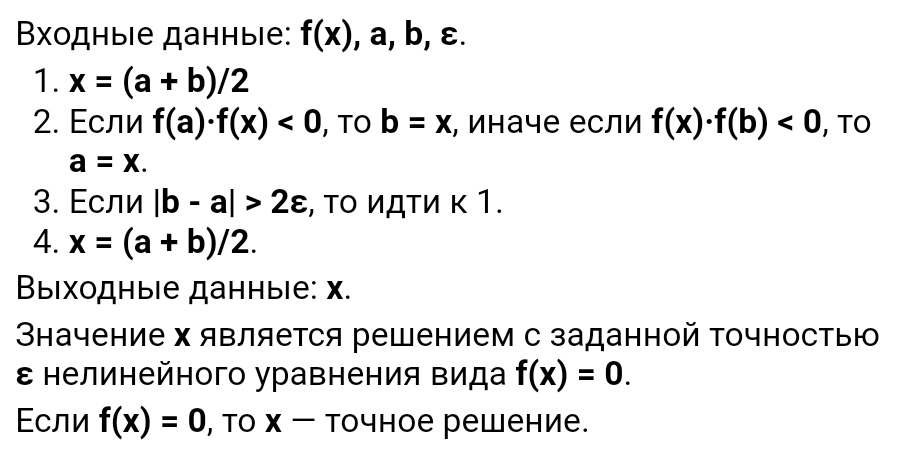 Входные данные: f(x), a, b, ε.
1. x = (a + b)/2
2. Если f(a)·f(x) < 0, то b = x, иначе если f(x)·f(b) < 0, то
a = x.
3. Если |b - a| > 2ε, то идти к 1.
4. x = (a + b)/2.
Выходные данные: x.
Значение x является решением с заданной точностью
ε нелинейного уравнения вида f(x) = 0.
Если f(x) = 0, то x — точное решение.